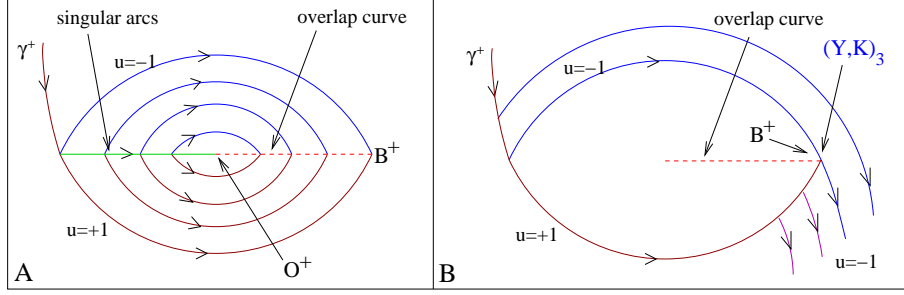 singular arcs
overlap curve
γ+
u=−1
B+
u=+1
O+
A
overlap curve
(Y,K)3
γ+
u=−1
B+
u=+1
u=−1
B